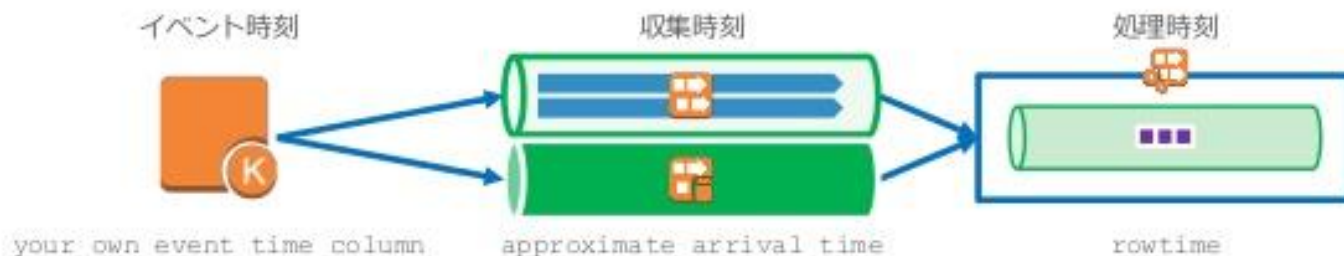 イベント時刻
収集時刻
処理時刻
K
your own event time column
approximate arrival time
rowtime